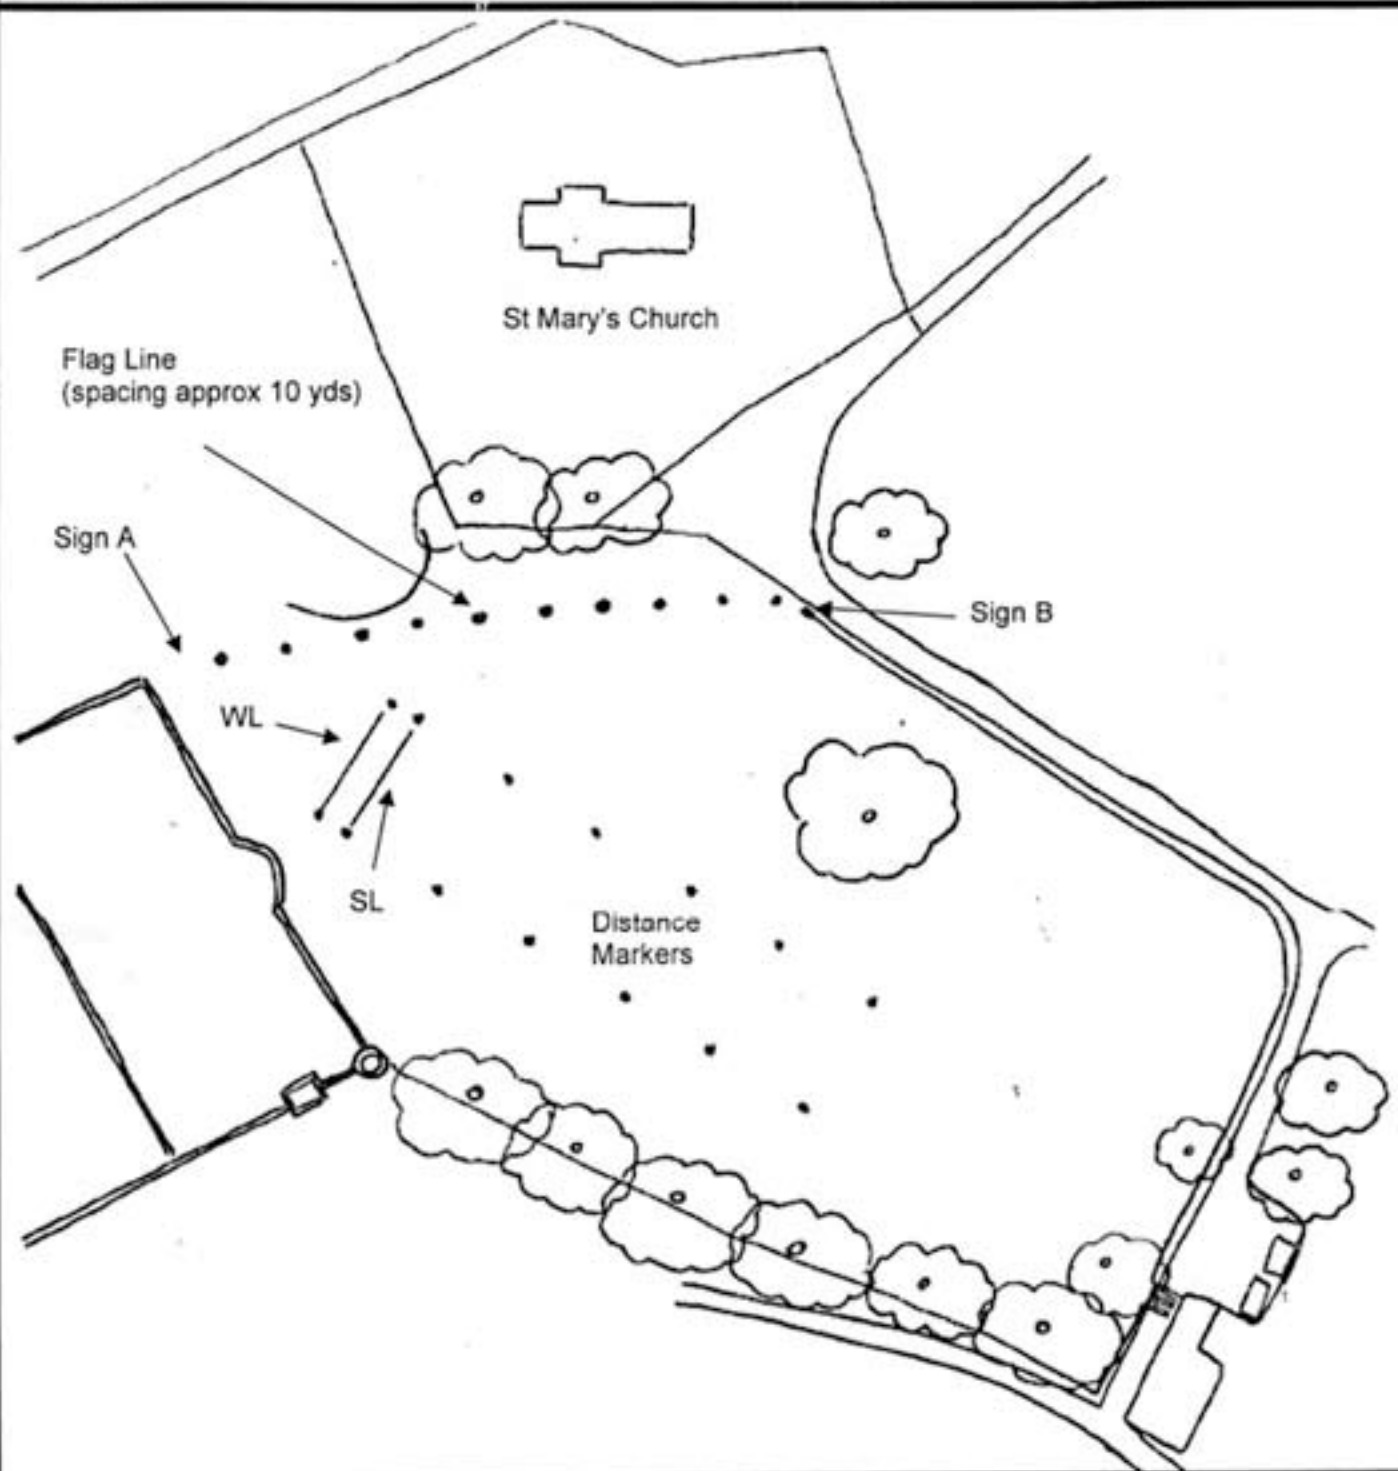 St Mary's Church
Flag Line
(spacing approx 10 yds)
Sign A
Sign B
WL
SL
Distance
Markers